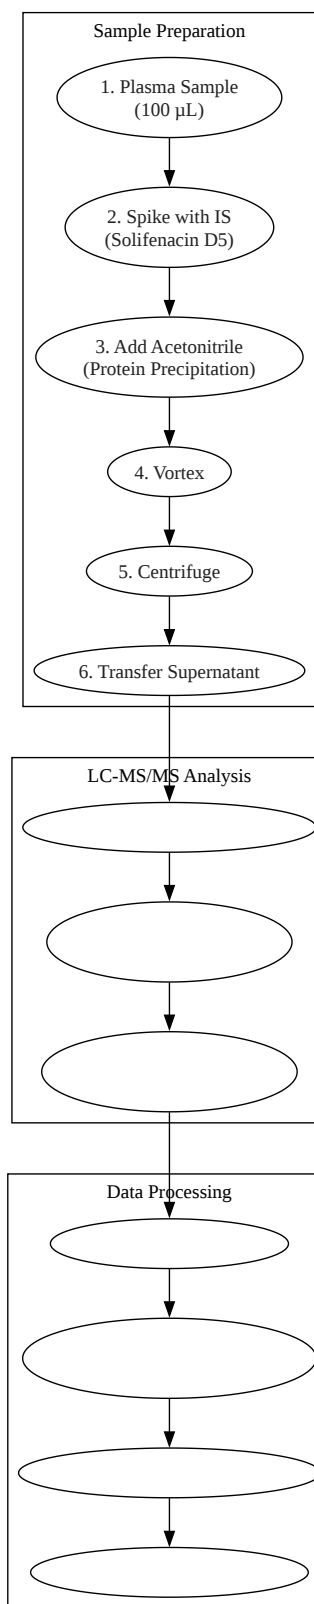 Sample Preparation
1. Plasma Sample
(100 µL)
2. Spike with IS
(Solifenacin D5)
3. Add Acetonitrile
(Protein Precipitation)
4. Vortex
5. Centrifuge
6. Transfer Supernatant
LC-MS/MS Analysis
Data Processing